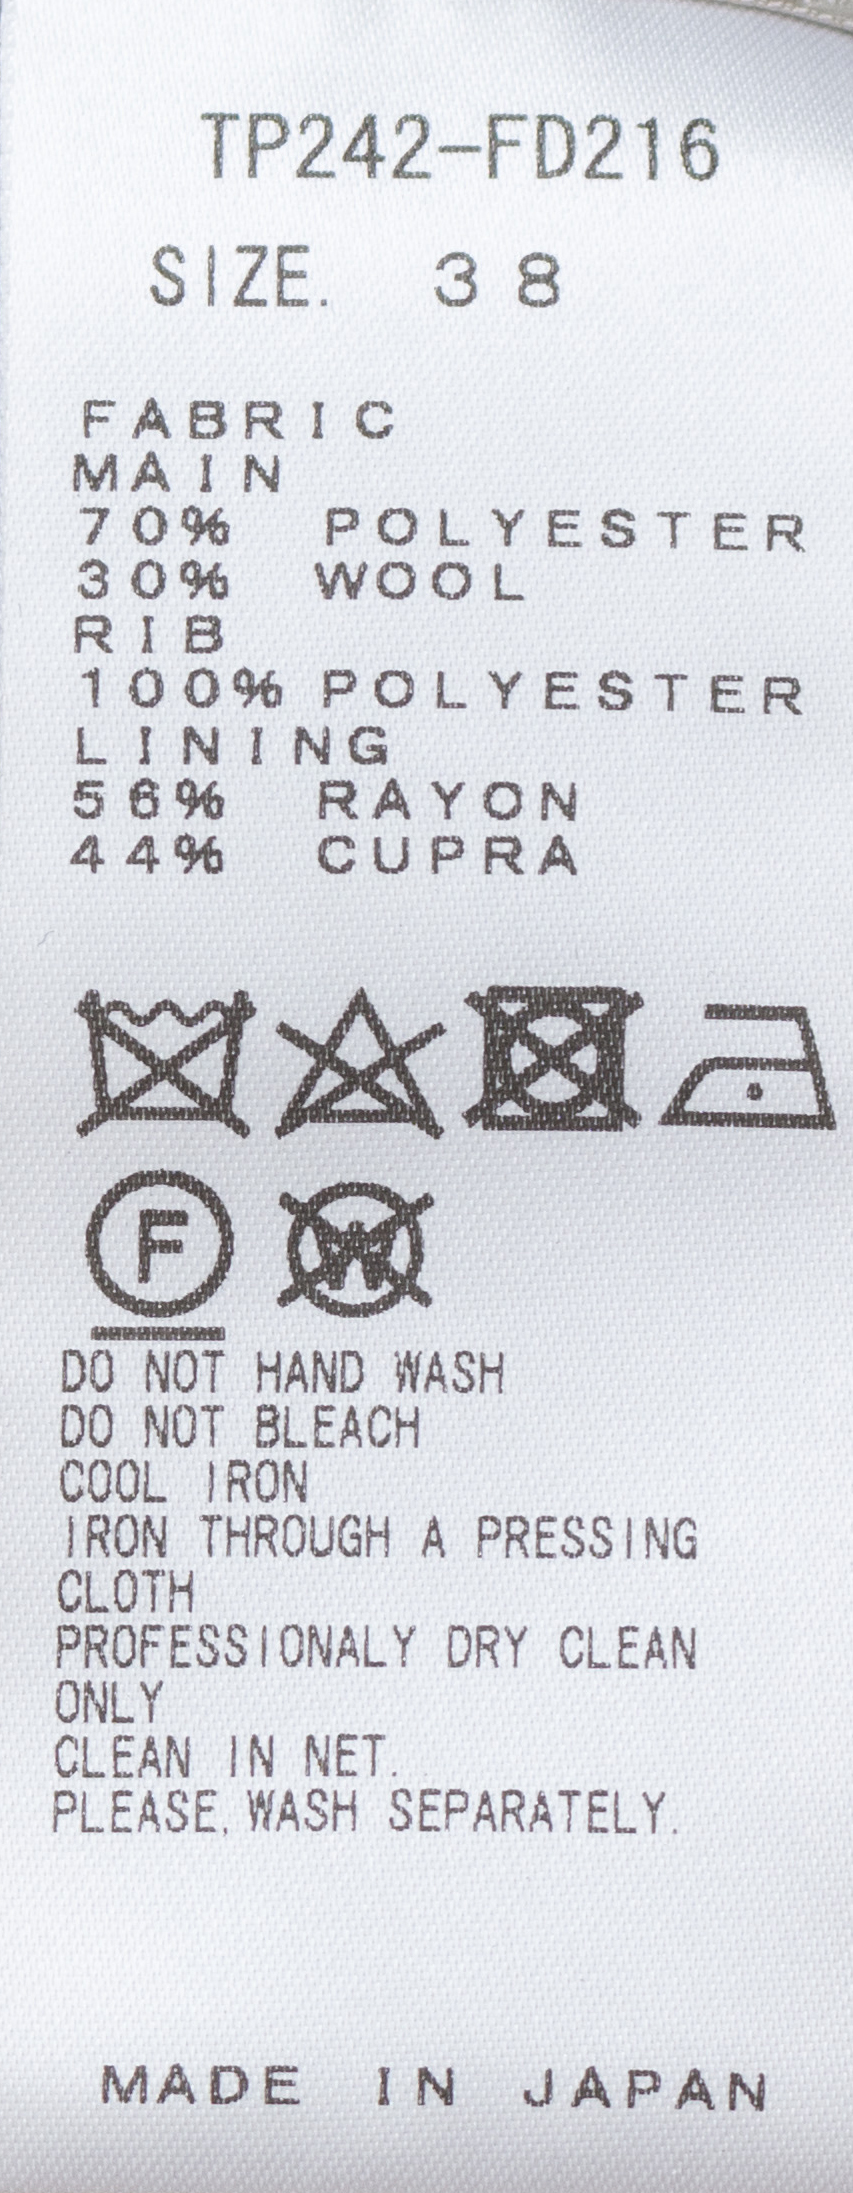 TP242-FD216
SIZE. 38
FABRIC
MAIN
70% POLYESTER
30% WOOL
RIB
100% POLYESTER
LINING
56% RAYON
44% CUPRA
F W
DO NOT HAND WASH
DO NOT BLEACH
COOL IRON
IRON THROUGH A PRESSING
CLOTH
PROFESSIONALY DRY CLEAN
ONLY
CLEAN IN NET.
PLEASE, WASH SEPARATELY.
MADE IN JAPAN